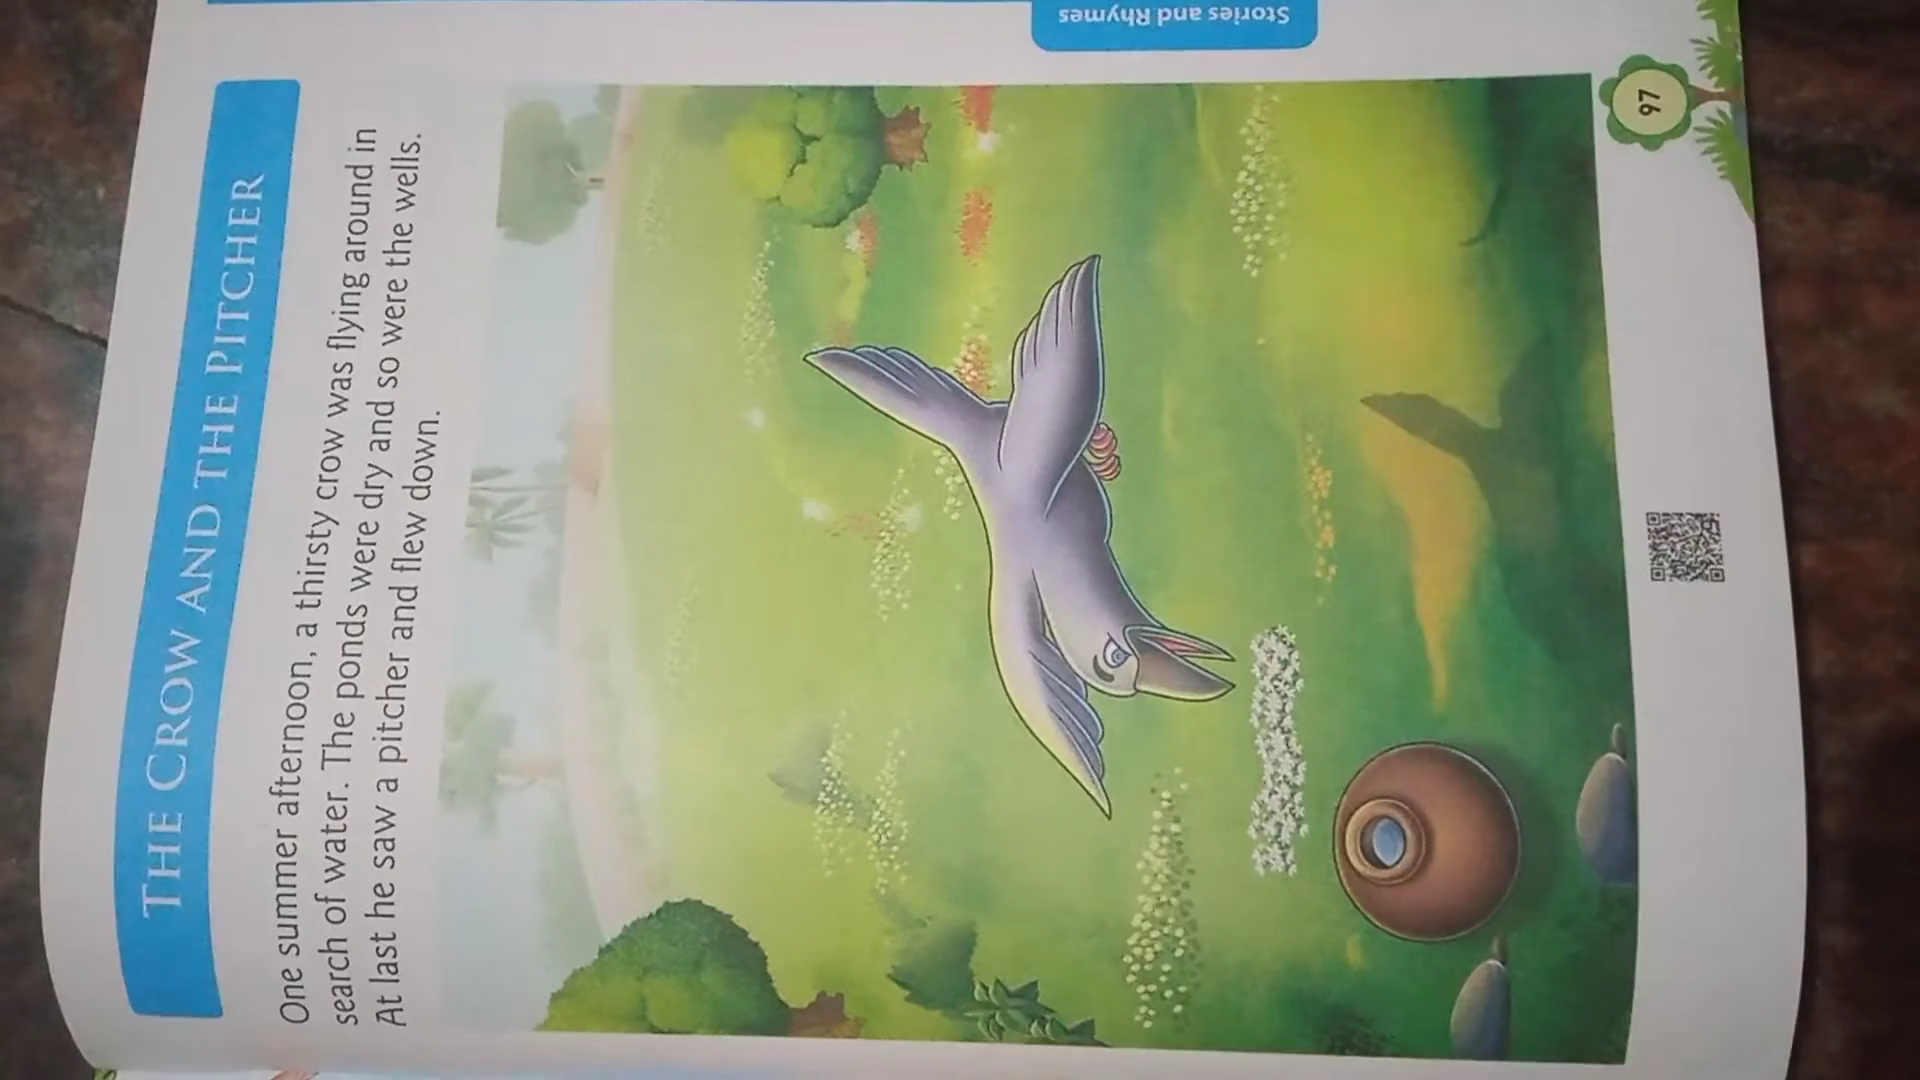 Stories and Rhymes
THE CROW AND THE PITCHER
One summer afternoon, a thirsty crow was flying around in
search of water. The ponds were dry and so were the wells.
At last he saw a pitcher and flew down.
97